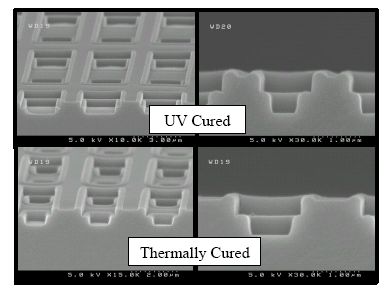 WD19
WD20
UV Cured
5.0 kV X10.0K 3.00µm
5.0 kV X30.0K 1.00µm
WD19
WD19
Thermally Cured
5.0 kV X15.0K 2.00µm
5.0 kV X30.0K 1.00µm